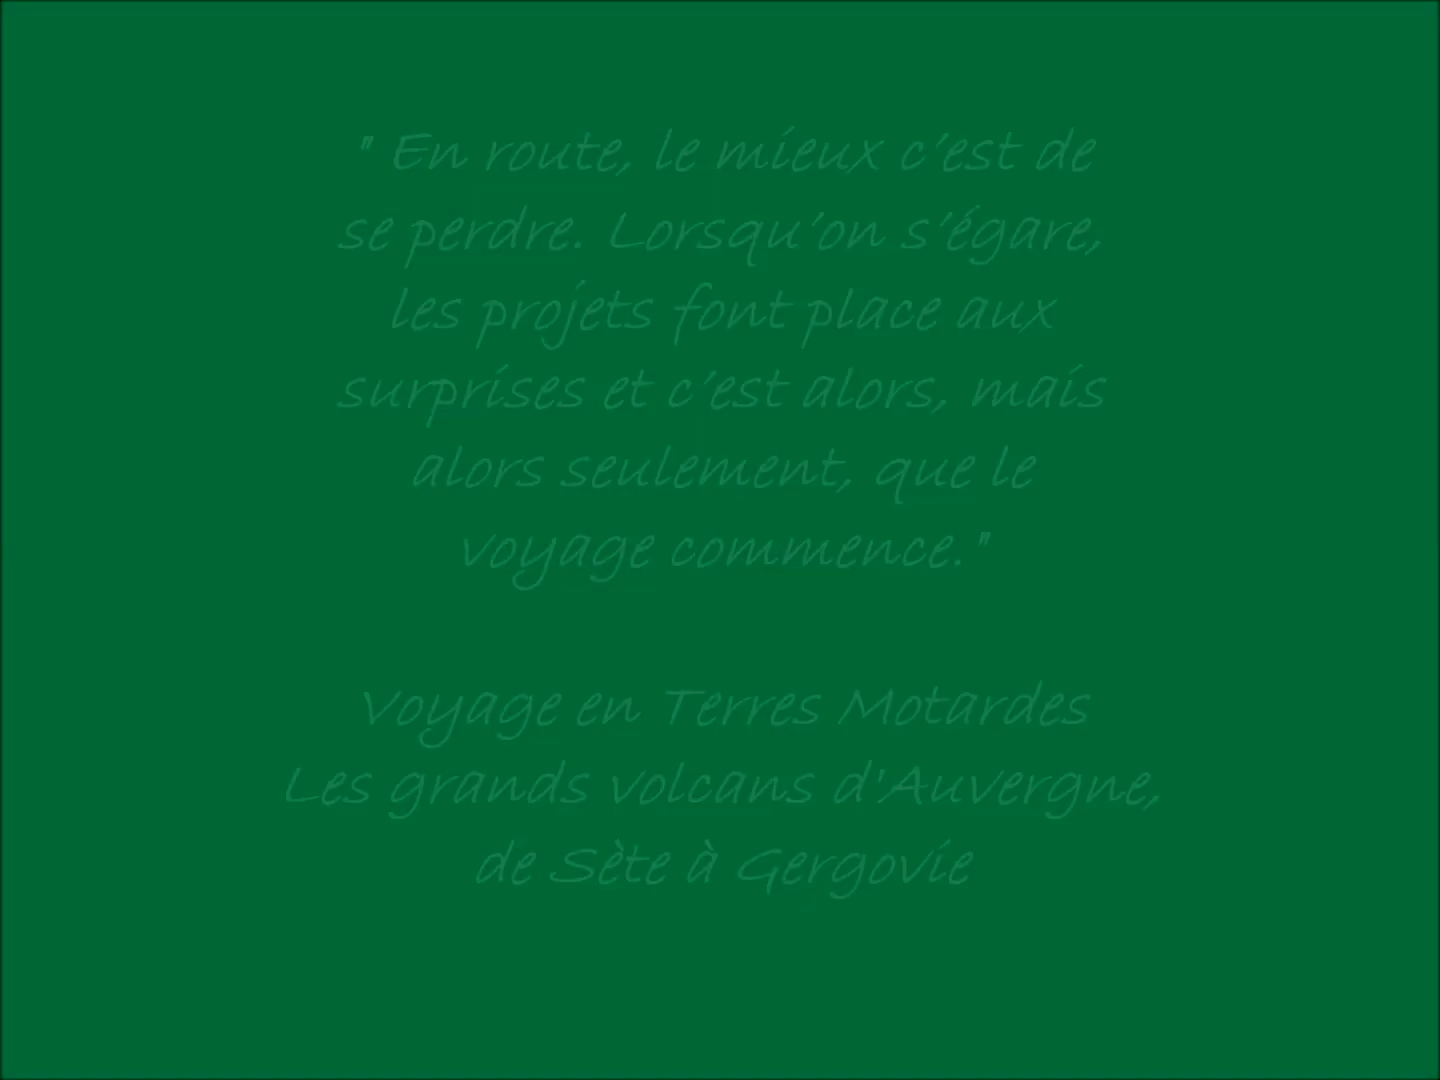 " En route, le mieux c’est de
se perdre. Lorsqu’on s’égare,
les projets font place aux
surprises et c’est alors, mais
alors seulement, que le
voyage commence."
Voyage en Terres Motardes
Les grands volcans d'Auvergne,
de Sète à Gergovie